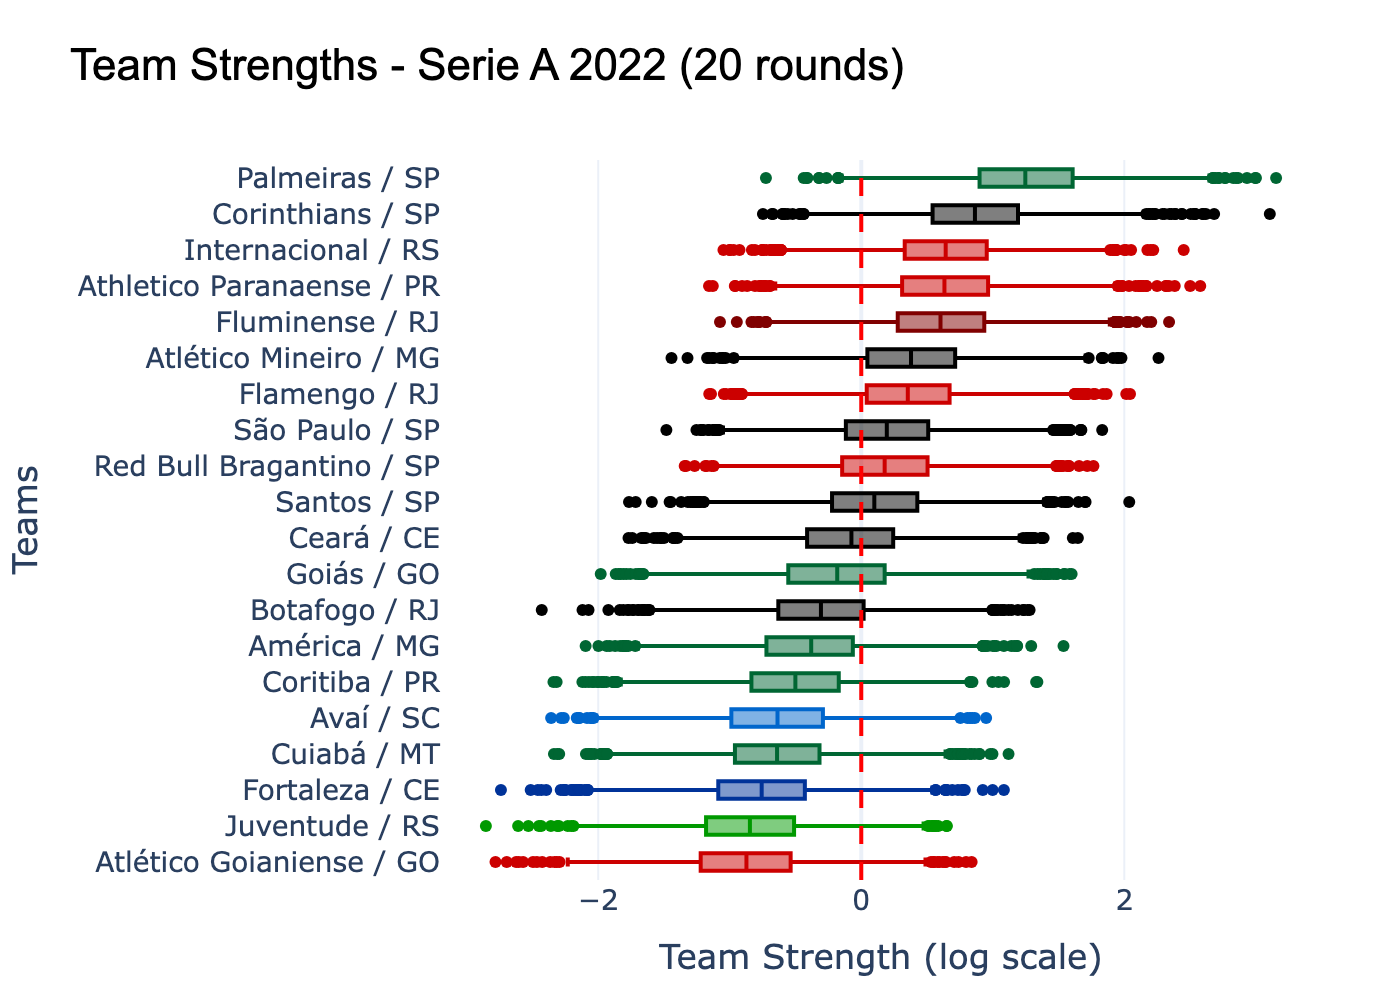 Team Strengths - Serie A 2022 (20 rounds)
Teams
Palmeiras / SP
Corinthians / SP
Internacional / RS
Athletico Paranaense / PR
Fluminense / RJ
Atlético Mineiro / MG
Flamengo / RJ
São Paulo / SP
Red Bull Bragantino / SP
Santos / SP
Ceará / CE
Goiás / GO
Botafogo / RJ
América / MG
Coritiba / PR
Avaí / SC
Cuiabá / MT
Fortaleza / CE
Juventude / RS
Atlético Goianiense / GO
−2 0 2
Team Strength (log scale)